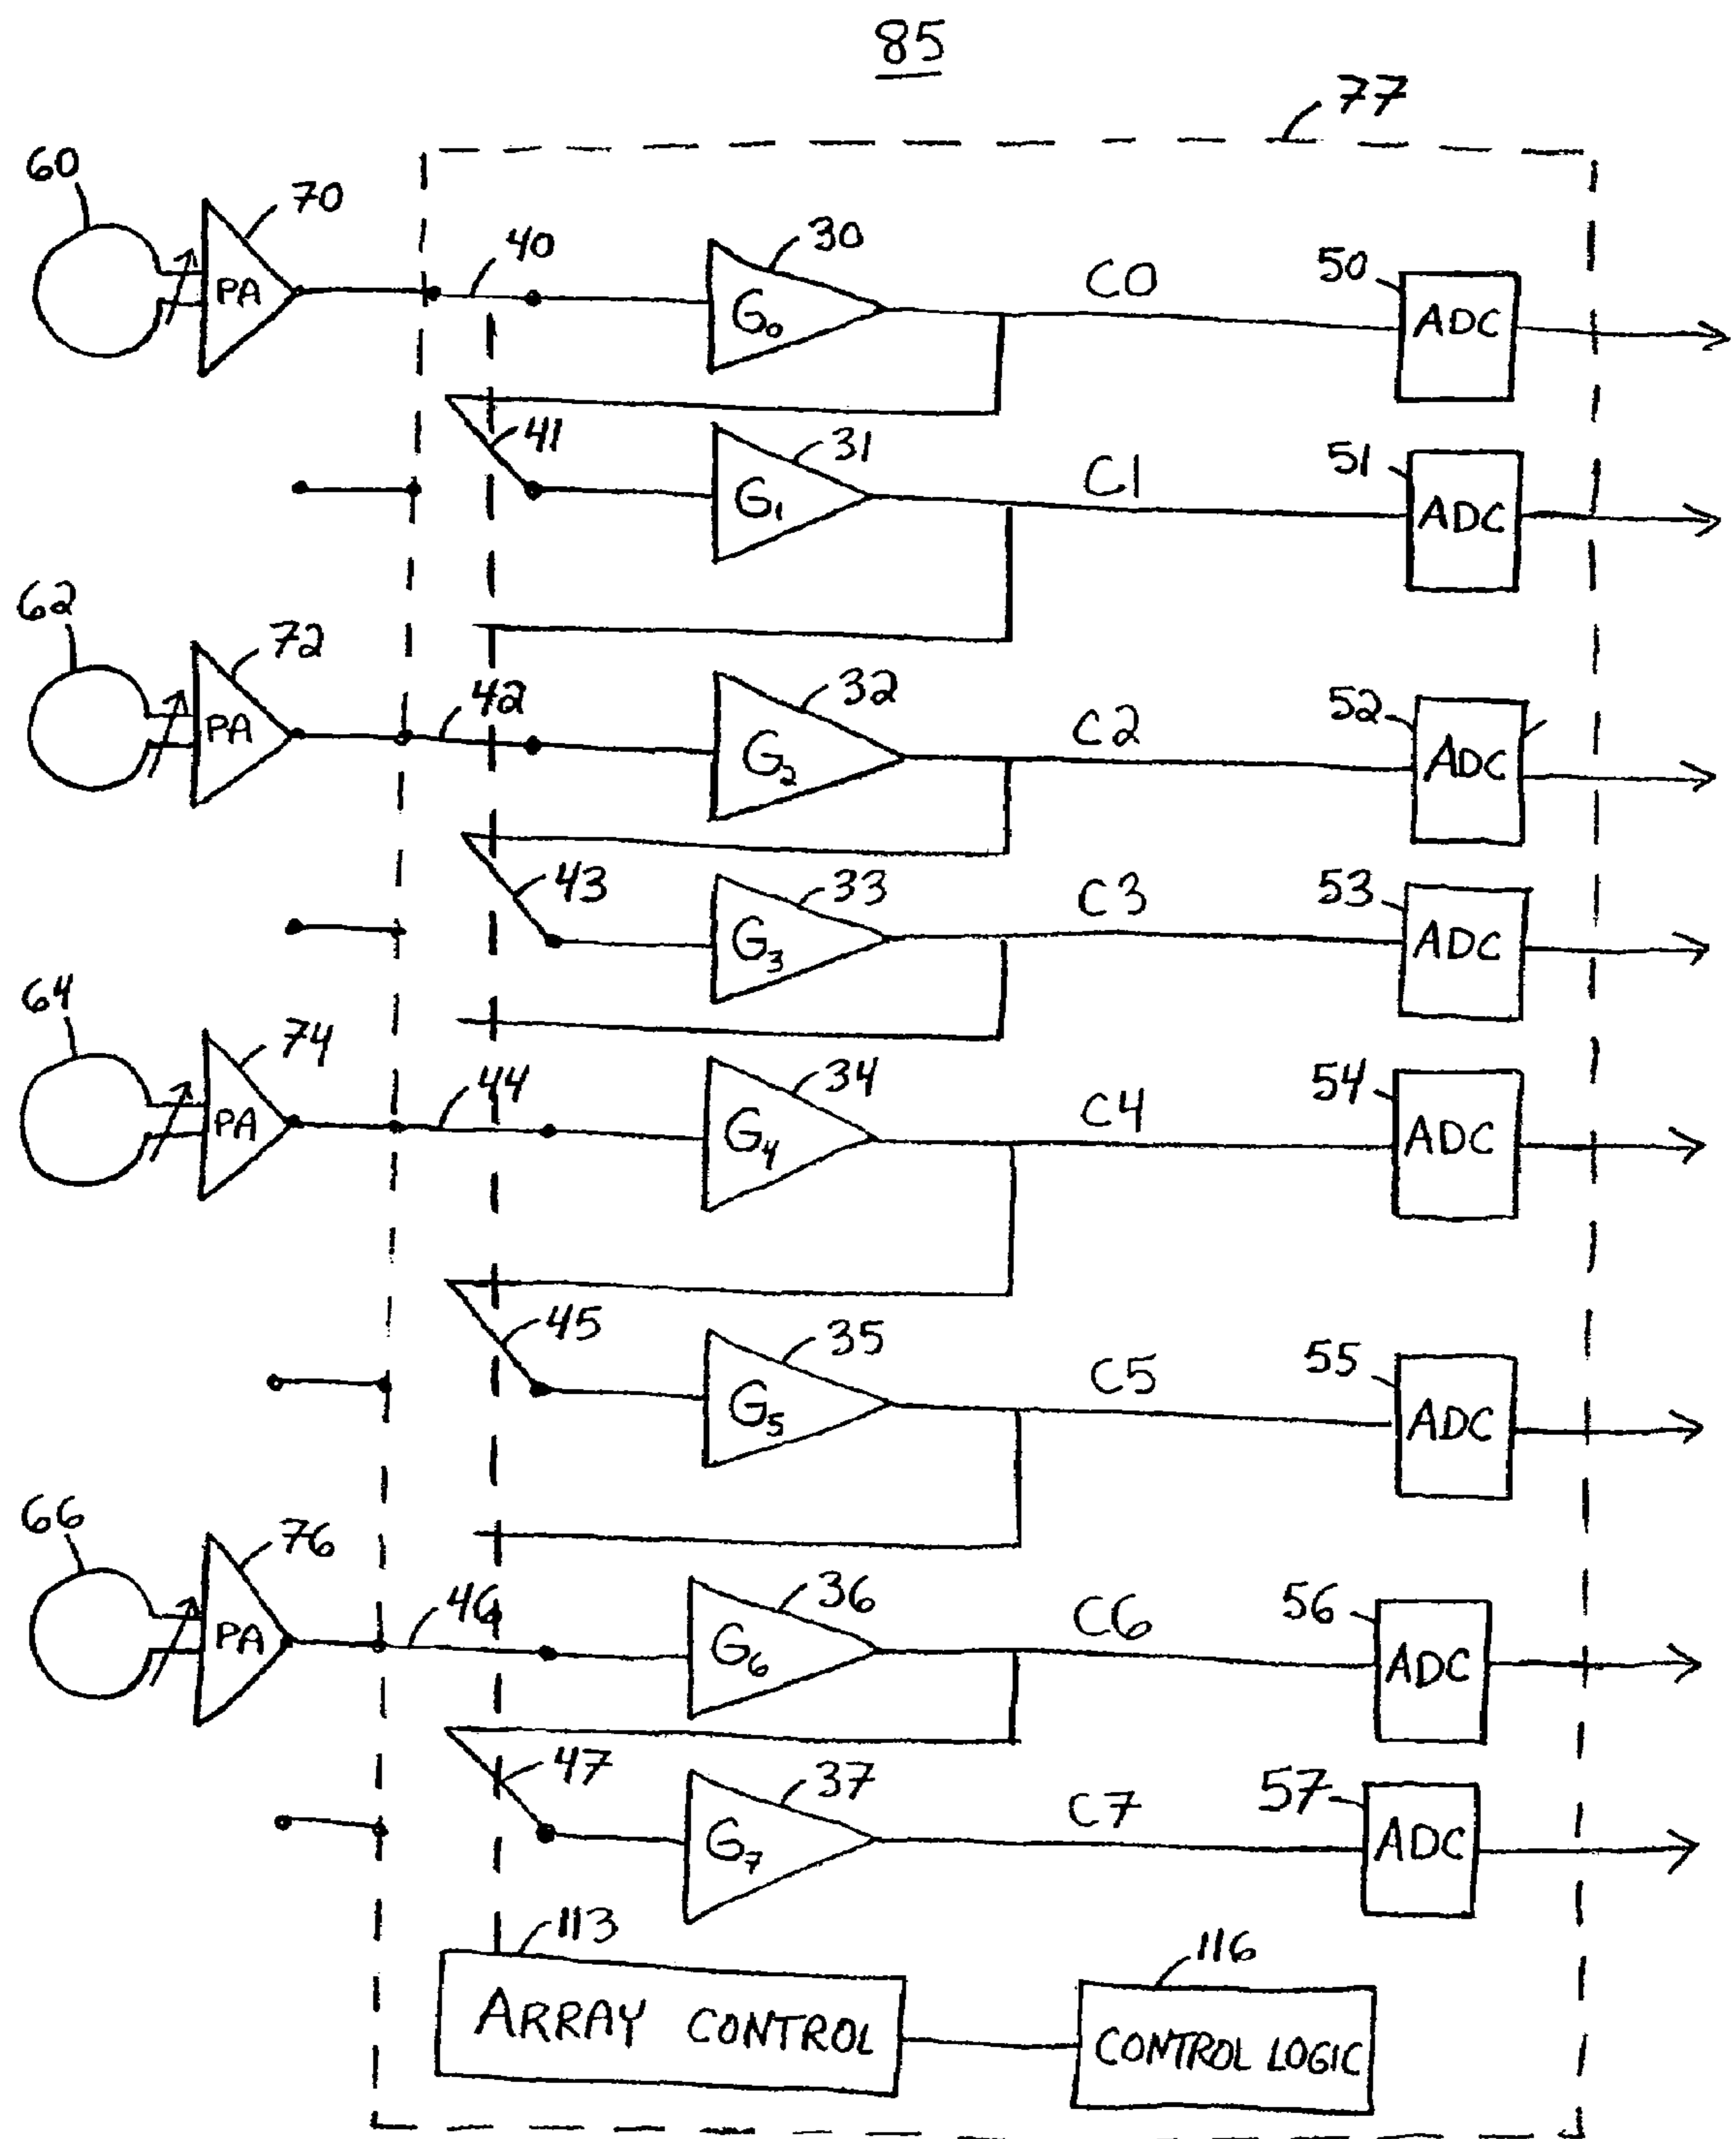 85
77
60
70
PA
40
30
G₀
C0
50
ADC
41
31
G₁
C1
51
ADC
62
72
PA
42
32
G₂
C2
52
ADC
43
33
G₃
C3
53
ADC
64
74
PA
44
34
G₄
C4
54
ADC
45
35
G₅
C5
55
ADC
66
76
PA
46
36
G₆
C6
56
ADC
47
37
G₇
C7
57
ADC
113
ARRAY CONTROL
116
CONTROL LOGIC